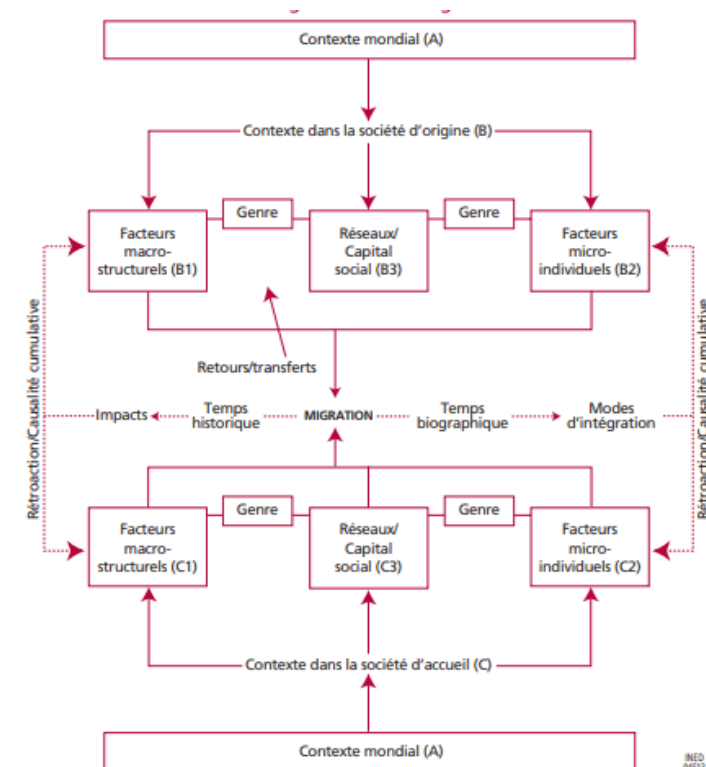 Contexte mondial (A)
Contexte dans la société d'origine (B)
Genre
Genre
Facteurs
macro-
structurels (B1)
Réseaux/
Capital
social (B3)
Facteurs
micro-
individuels (B2)
Retours/transferts
Rétroaction/Causalité cumulative
Impacts
Temps
historique
MIGRATION
Temps
biographique
Modes
d'intégration
Rétroaction/Causalité cumulative
Genre
Genre
Facteurs
macro-
structurels (C1)
Réseaux/
Capital
social (C3)
Facteurs
micro-
individuels (C2)
Contexte dans la société d'accueil (C)
Contexte mondial (A)
INED